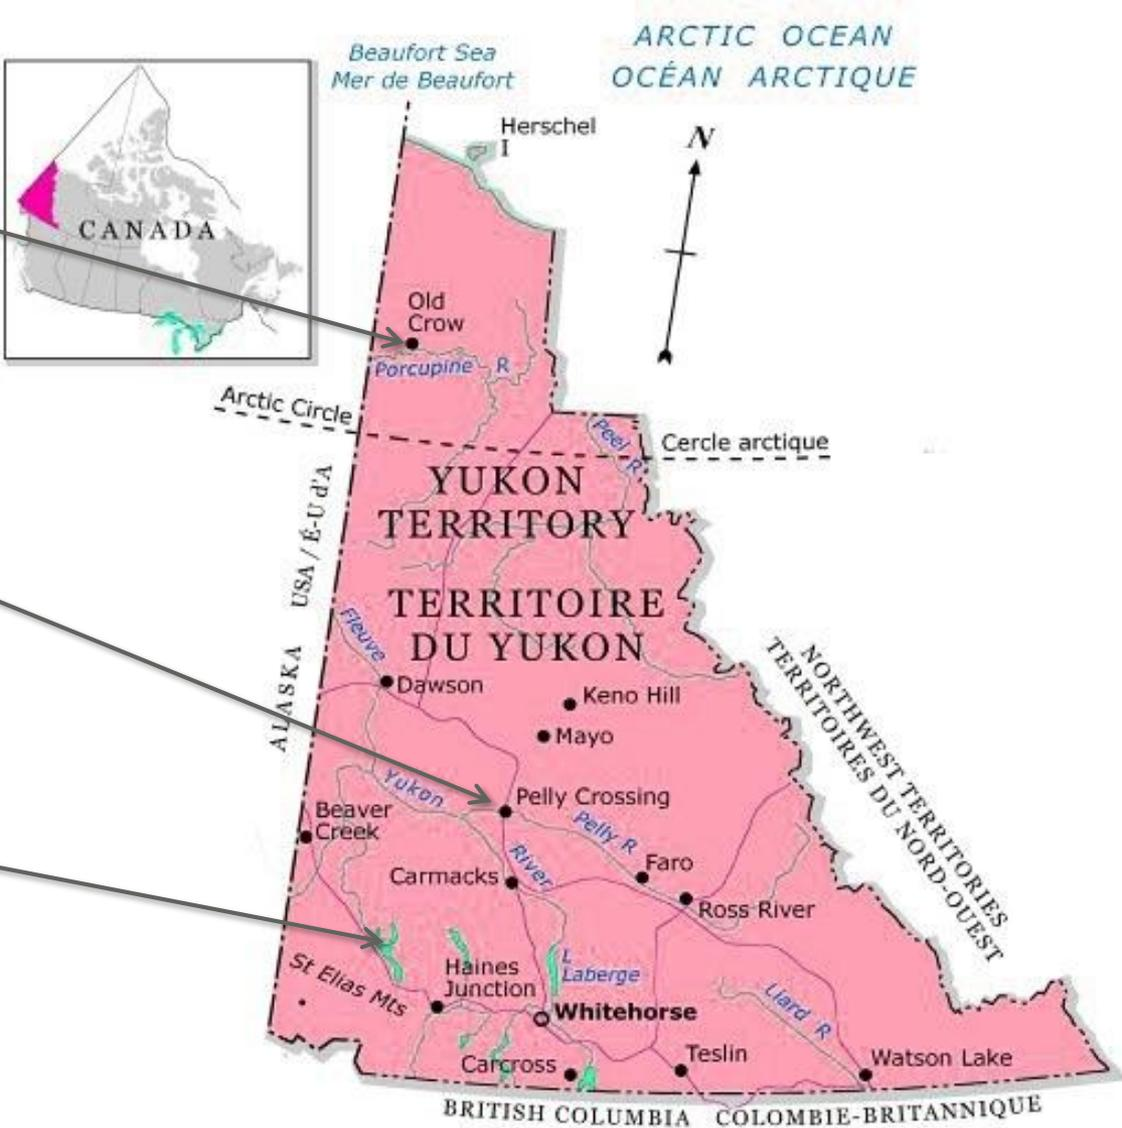 Beaufort Sea
Mer de Beaufort
ARCTIC OCEAN
OCÉAN ARCTIQUE
Herschel
I
N
CANADA
Old
Crow
Porcupine R
Arctic Circle
Cercle arctique
Peel R
YUKON
TERRITORY
TERRITOIRE
DU YUKON
ALASKA USA / É-U d'A
Fleuve
Dawson
Keno Hill
Mayo
NORTHWEST TERRITORIES
TERRITOIRES DU NORD-OUEST
Yukon
River
Pelly Crossing
Beaver
Creek
Pelly R
Carmacks
Faro
Ross River
L
Laberge
St Elias Mts
Haines
Junction
Whitehorse
Liard R
Carcross
Teslin
Watson Lake
BRITISH COLUMBIA COLOMBIE-BRITANNIQUE